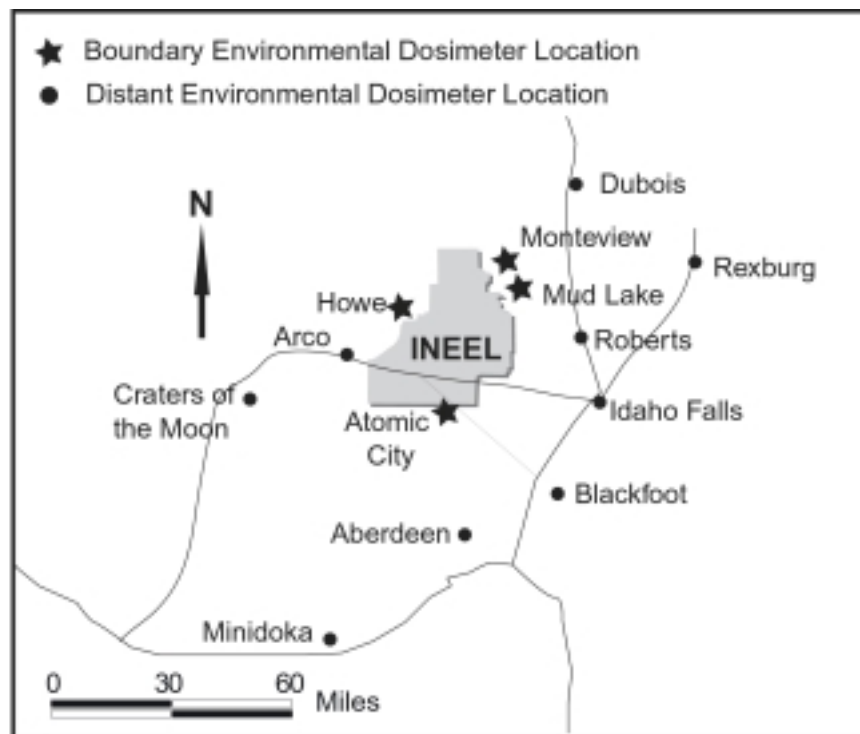 Boundary Environmental Dosimeter Location
Distant Environmental Dosimeter Location
N
Dubois
Monteview
Rexburg
Mud Lake
Howe
Arco
INEEL
Roberts
Craters of
the Moon
Atomic
City
Idaho Falls
Blackfoot
Aberdeen
Minidoka
0 30 60
Miles